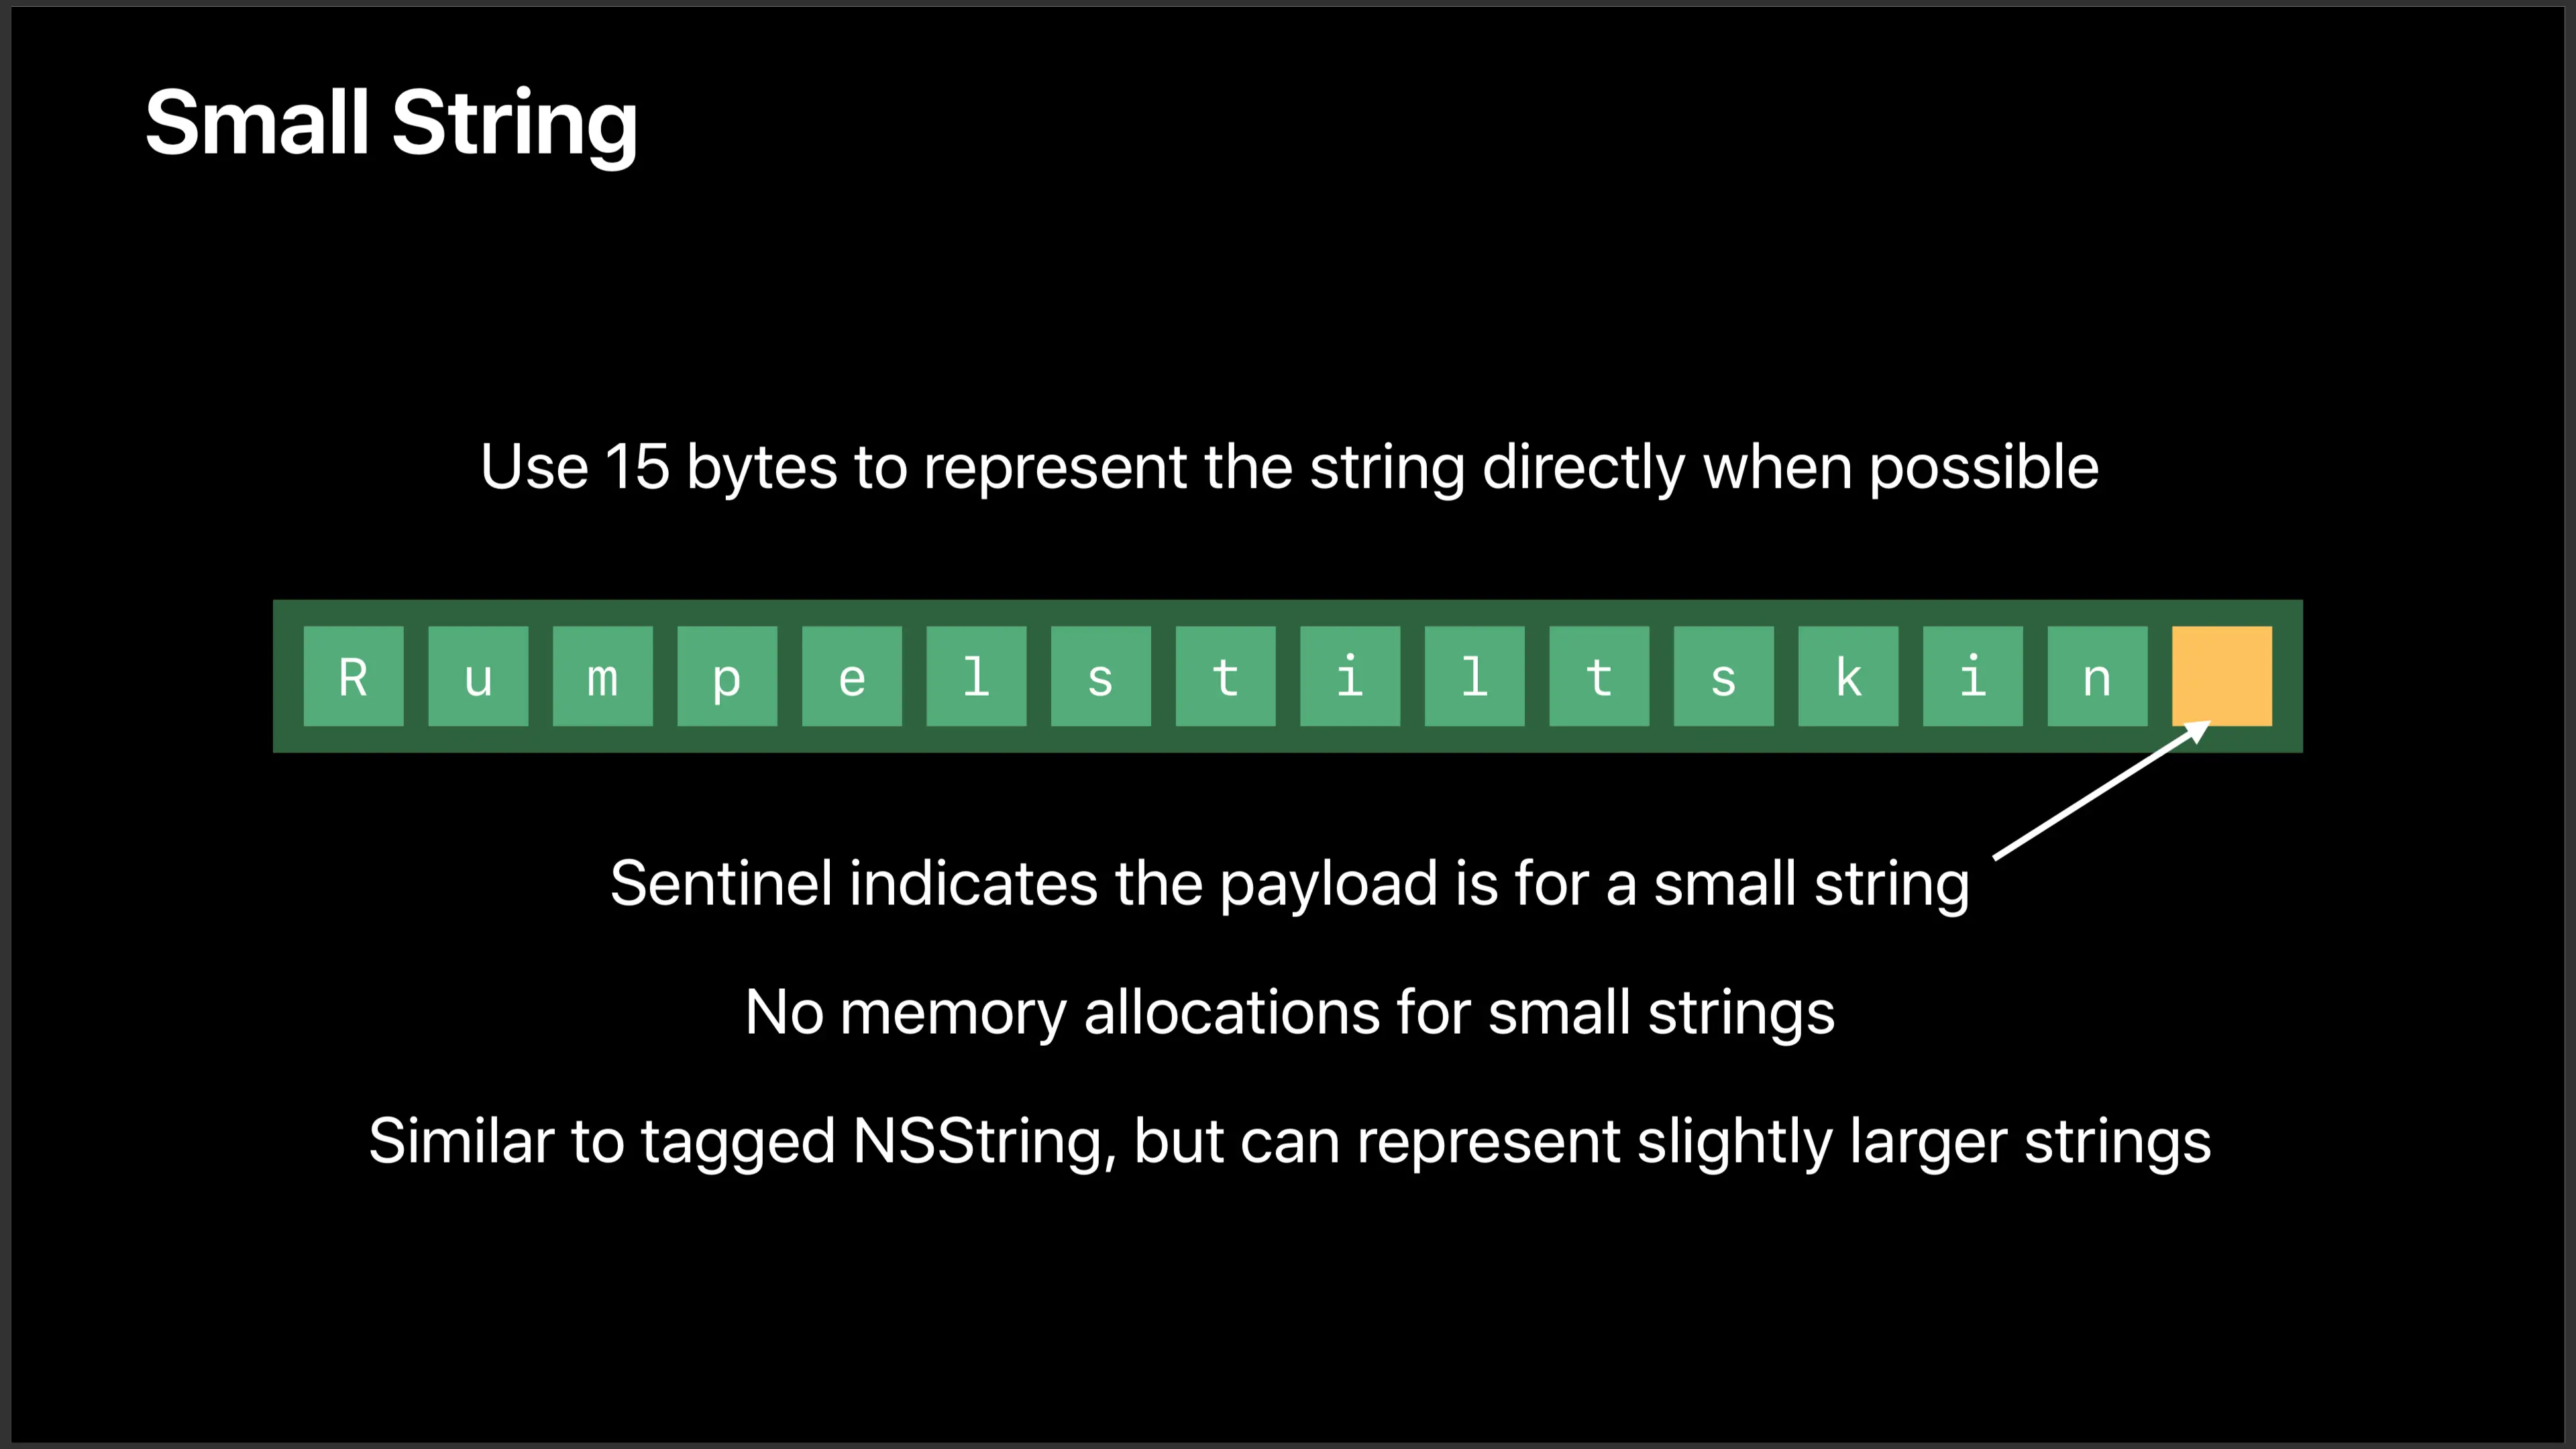 Small String
Use 15 bytes to represent the string directly when possible
R u m p e l s t i l t s k i n
Sentinel indicates the payload is for a small string
No memory allocations for small strings
Similar to tagged NSString, but can represent slightly larger strings